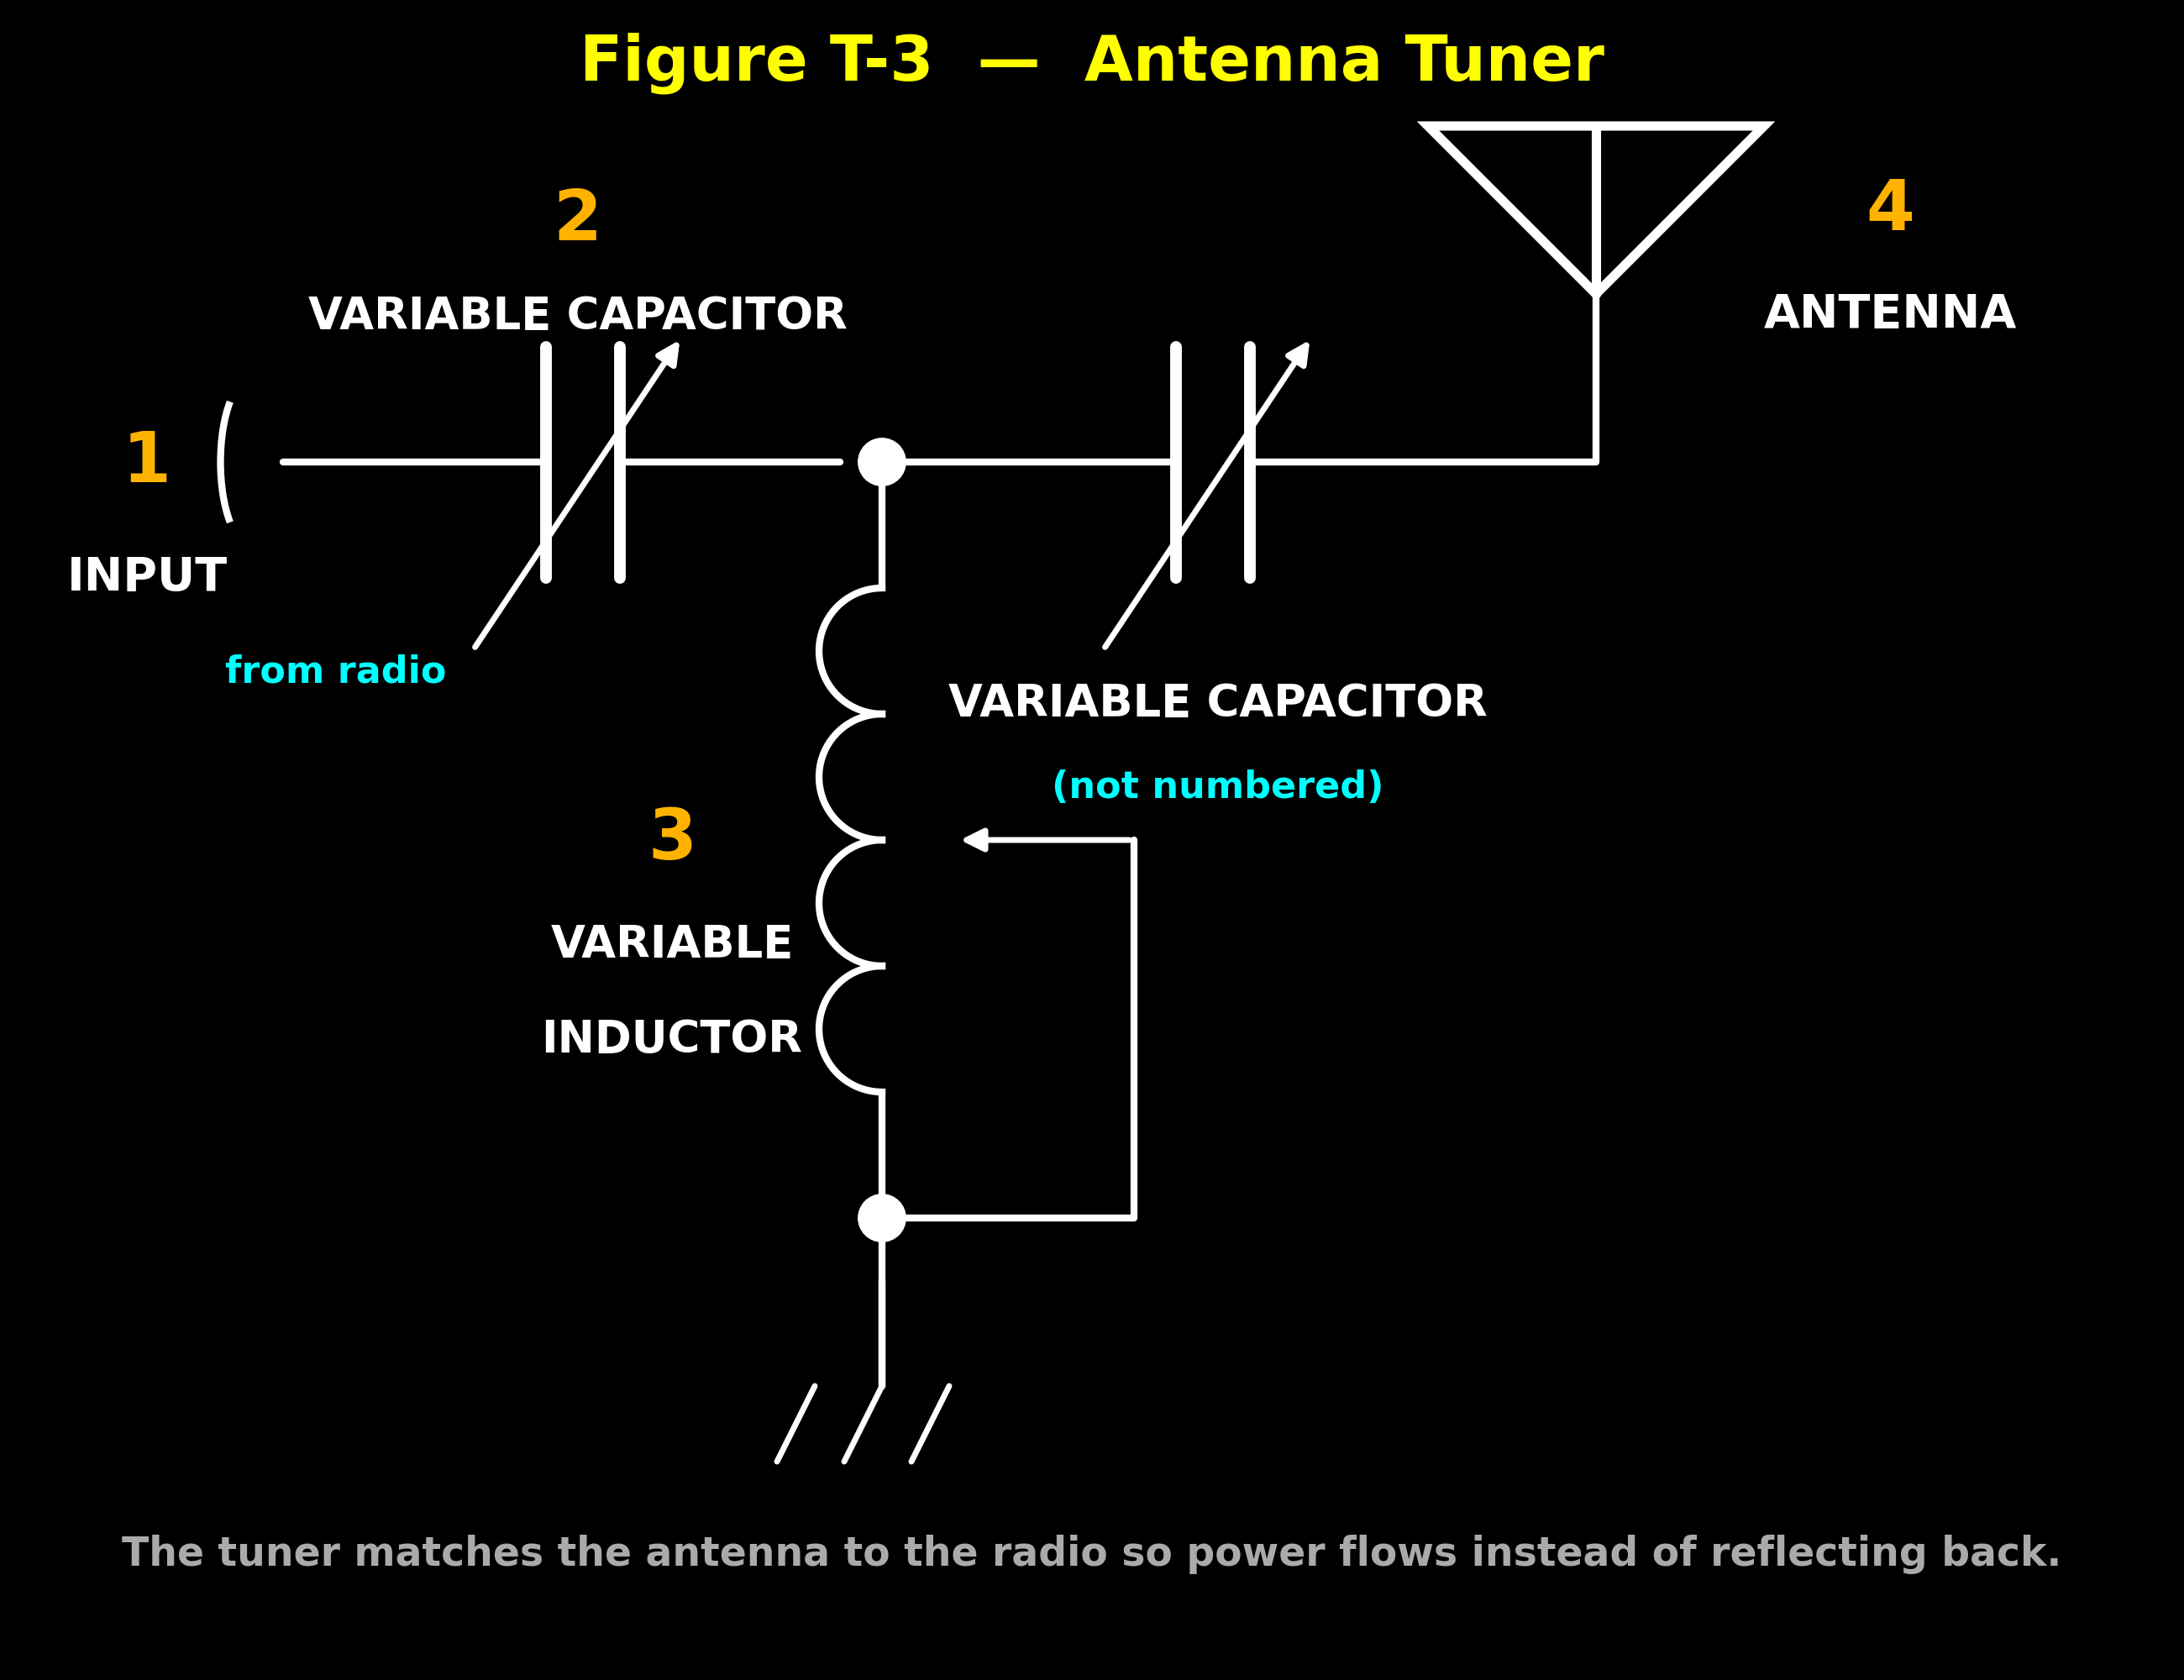 Figure T-3 — Antenna Tuner
2
VARIABLE CAPACITOR
4
ANTENNA
1
INPUT
from radio
VARIABLE CAPACITOR
(not numbered)
3
VARIABLE
INDUCTOR
The tuner matches the antenna to the radio so power flows instead of reflecting back.